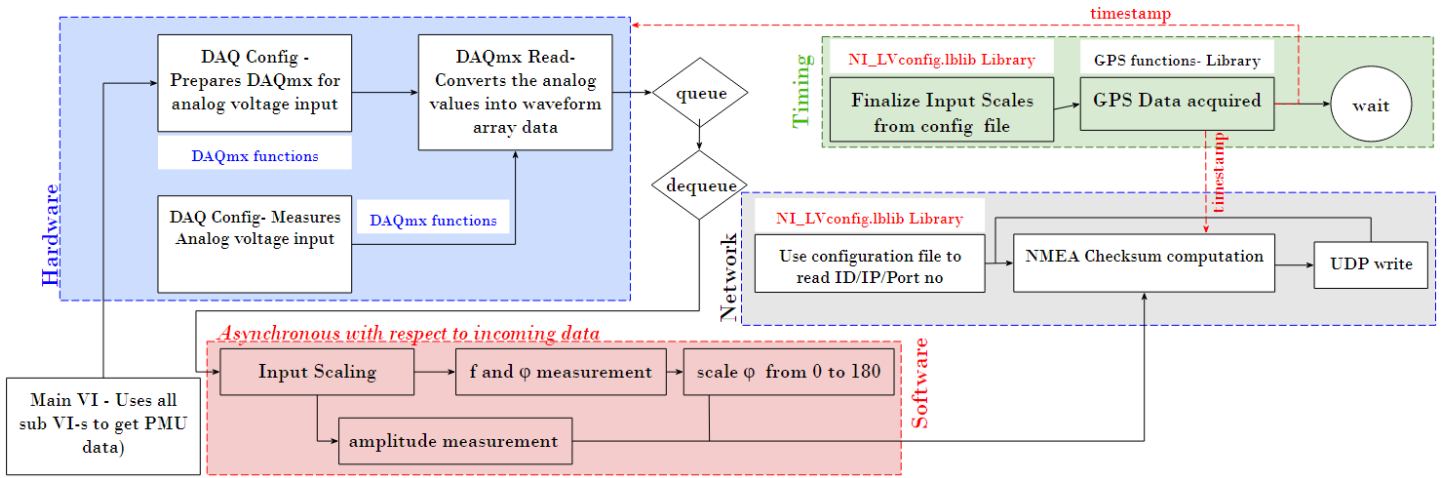 timestamp
Hardware
DAQ Config -
Prepares DAQmx for
analog voltage input
DAQmx functions
DAQmx Read-
Converts the analog
values into waveform
array data
DAQ Config- Measures
Analog voltage input
DAQmx functions
queue
dequeue
Timing
NI_LVconfig.lblib Library
Finalize Input Scales
from config file
GPS functions- Library
GPS Data acquired
wait
timestamp
Network
NI_LVconfig.lblib Library
Use configuration file to
read ID/IP/Port no
NMEA Checksum computation
UDP write
Asynchronous with respect to incoming data
Software
Input Scaling
f and φ measurement
scale φ from 0 to 180
amplitude measurement
Main VI - Uses all
sub VI-s to get PMU
data)